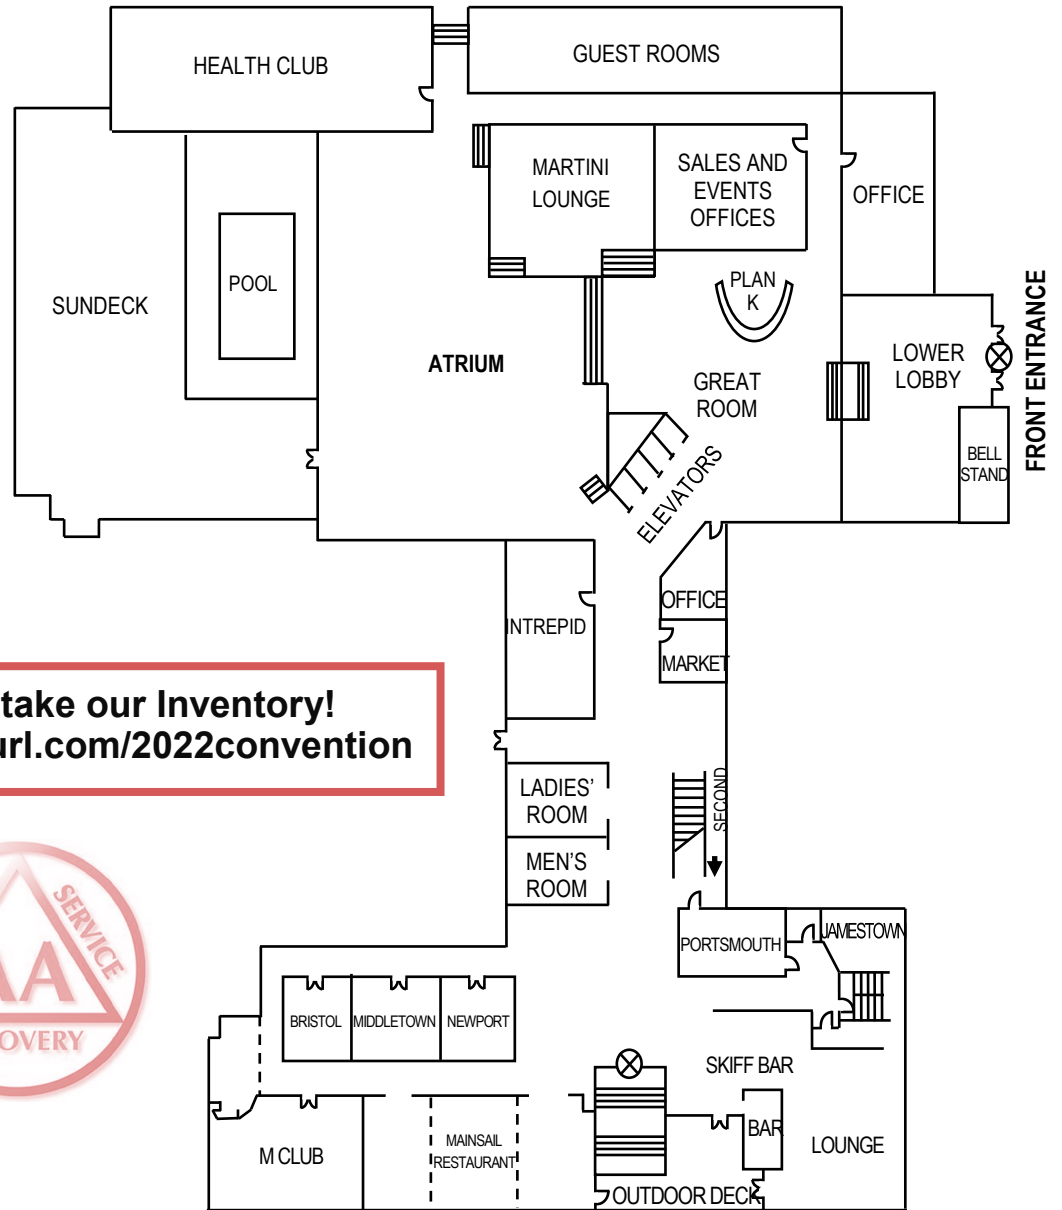 HEALTH CLUB
GUEST ROOMS
MARTINI
LOUNGE
SALES AND
EVENTS
OFFICES
OFFICE
SUNDECK
POOL
PLAN
K
ATRIUM
GREAT
ROOM
LOWER
LOBBY
FRONT ENTRANCE
BELL
STAND
ELEVATORS
OFFICE
INTREPID
MARKET
take our Inventory!
url.com/2022convention
LADIES'
ROOM
SECOND
MEN'S
ROOM
SERVICE
AA
OVERY
PORTSMOUTH
JAMESTOWN
BRISTOL
MIDDLETOWN
NEWPORT
SKIFF BAR
BAR
LOUNGE
M CLUB
MAINSAIL
RESTAURANT
OUTDOOR DECK